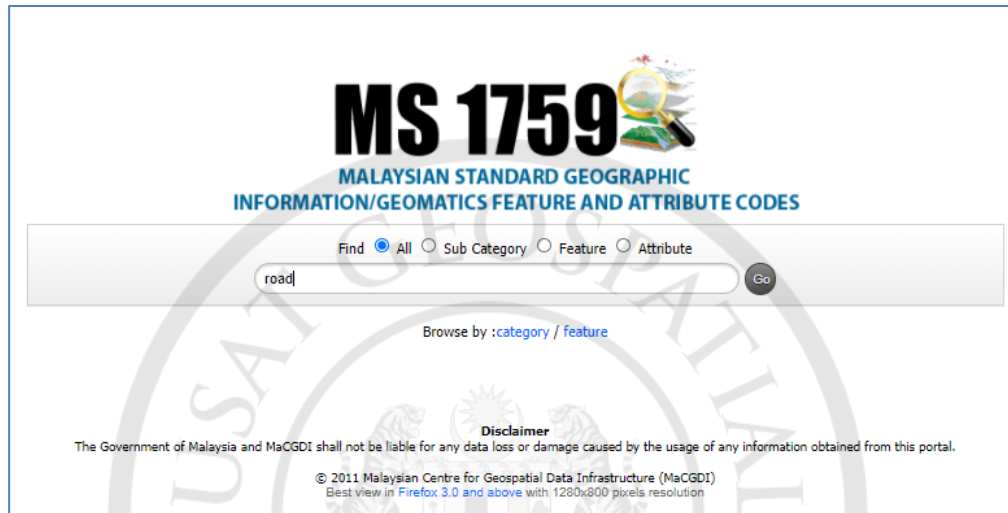 MS 1759
MALAYSIAN STANDARD GEOGRAPHIC
INFORMATION/GEOMATICS FEATURE AND ATTRIBUTE CODES
Find All Sub Category Feature Attribute
road
Go
Browse by :category / feature
Disclaimer
The Government of Malaysia and MaCGDI shall not be liable for any data loss or damage caused by the usage of any information obtained from this portal.
© 2011 Malaysian Centre for Geospatial Data Infrastructure (MaCGDI)
Best view in Firefox 3.0 and above with 1280x800 pixels resolution
USAT GEOSPATIAL